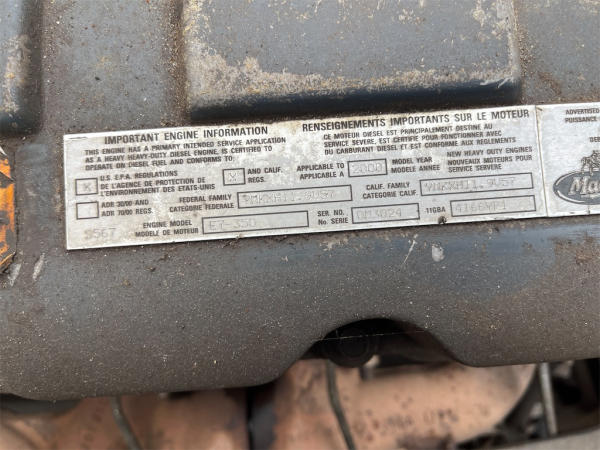 IMPORTANT ENGINE INFORMATION
THIS ENGINE HAS A PRIMARY INTENDED SERVICE APPLICATION
AS A HEAVY HEAVY-DUTY DIESEL ENGINE, IS CERTIFIED TO
OPERATE ON DIESEL FUEL AND CONFORMS TO:
RENSEIGNEMENTS IMPORTANTS SUR LE MOTEUR
CE MOTEUR DIESEL EST PRINCIPALEMENT DESTINE AU
SERVICE SEVERE, EST CERTIFIE POUR FONCTIONNER AVEC
DU CARBURANT DIESEL ET EST CONFORME AUX REGLEMENTS
X
U.S. EPA. REGULATIONS
DE L'AGENCE DE PROTECTION DE
L'ENVIRONNEMENT DES ETATS-UNIS
X
AND CALIF.
REGS.
APPLICABLE TO
APPLICABLE A
2000
MODEL YEAR
MODELE ANNÉE
NEW HEAVY DUTY ENGINES
NOUVEAUX MOTEURS POUR
SERVICE SEVERE
ADR 30/00 AND
ADR 70/00 REGS.
FEDERAL FAMILY
CATEGORIE FEDERALE
CALIF. FAMILY
CATEGORIE CALIF.
ENGINE MODEL
MODELE DE MOTEUR
E7-350
SER. NO.
No. SERIE
11GBA
ADVERTISED
PUISSANCE
Mac